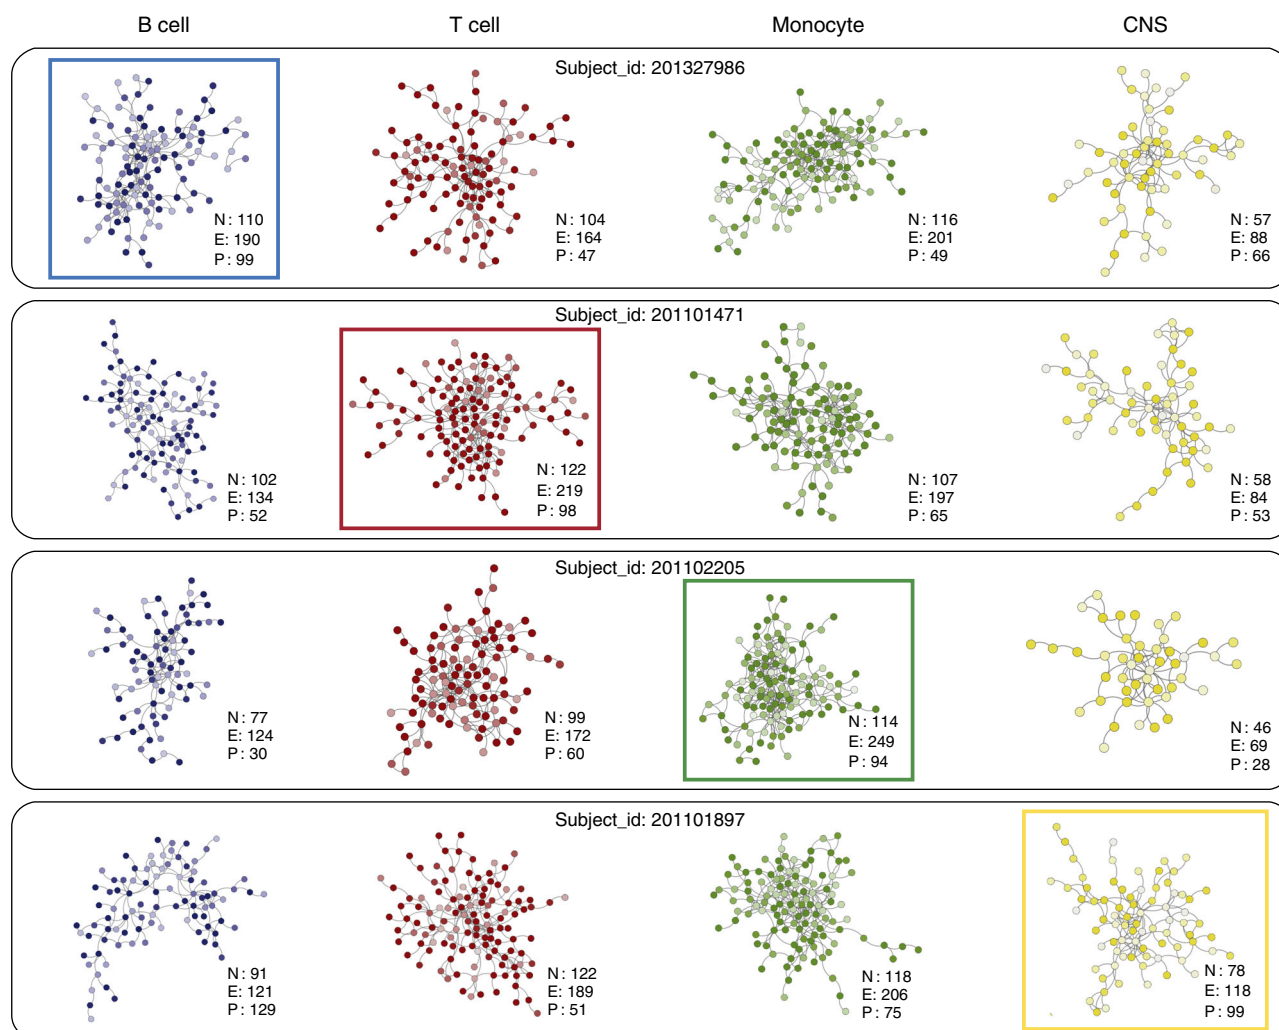 B cell T cell Monocyte CNS
Subject_id: 201327986
N: 110
E: 190
P: 99
N: 104
E: 164
P: 47
N: 116
E: 201
P: 49
N: 57
E: 88
P: 66
Subject_id: 201101471
N: 102
E: 134
P: 52
N: 122
E: 219
P: 98
N: 107
E: 197
P: 65
N: 58
E: 84
P: 53
Subject_id: 201102205
N: 77
E: 124
P: 30
N: 99
E: 172
P: 60
N: 114
E: 249
P: 94
N: 46
E: 69
P: 28
Subject_id: 201101897
N: 91
E: 121
P: 129
N: 122
E: 189
P: 51
N: 118
E: 206
P: 75
N: 78
E: 118
P: 99